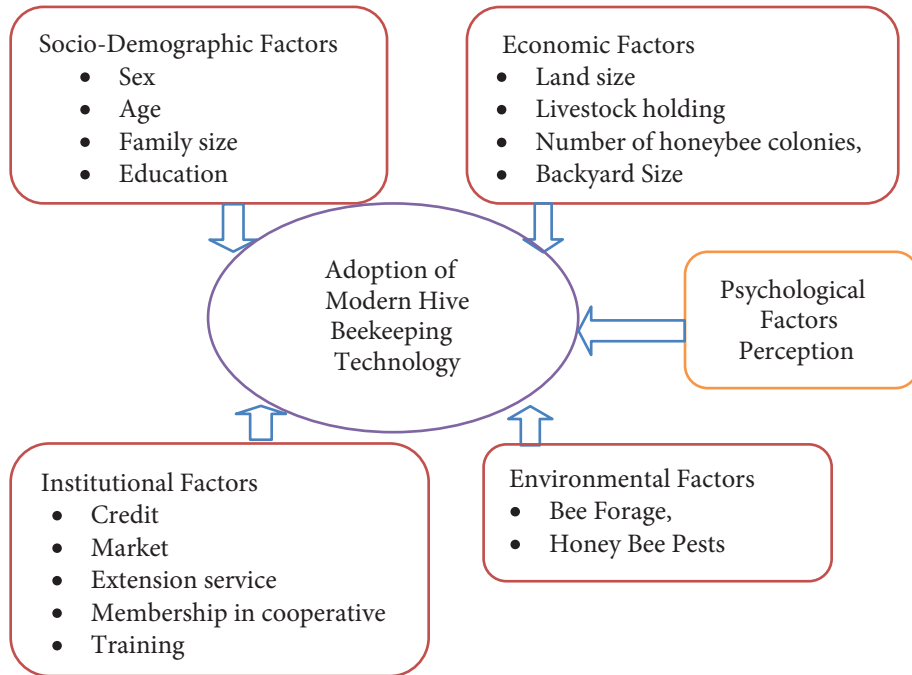 Socio-Demographic Factors
• Sex
• Age
• Family size
• Education
Economic Factors
• Land size
• Livestock holding
• Number of honeybee colonies,
• Backyard Size
Adoption of
Modern Hive
Beekeeping
Technology
Psychological
Factors
Perception
Institutional Factors
• Credit
• Market
• Extension service
• Membership in cooperative
• Training
Environmental Factors
• Bee Forage,
• Honey Bee Pests